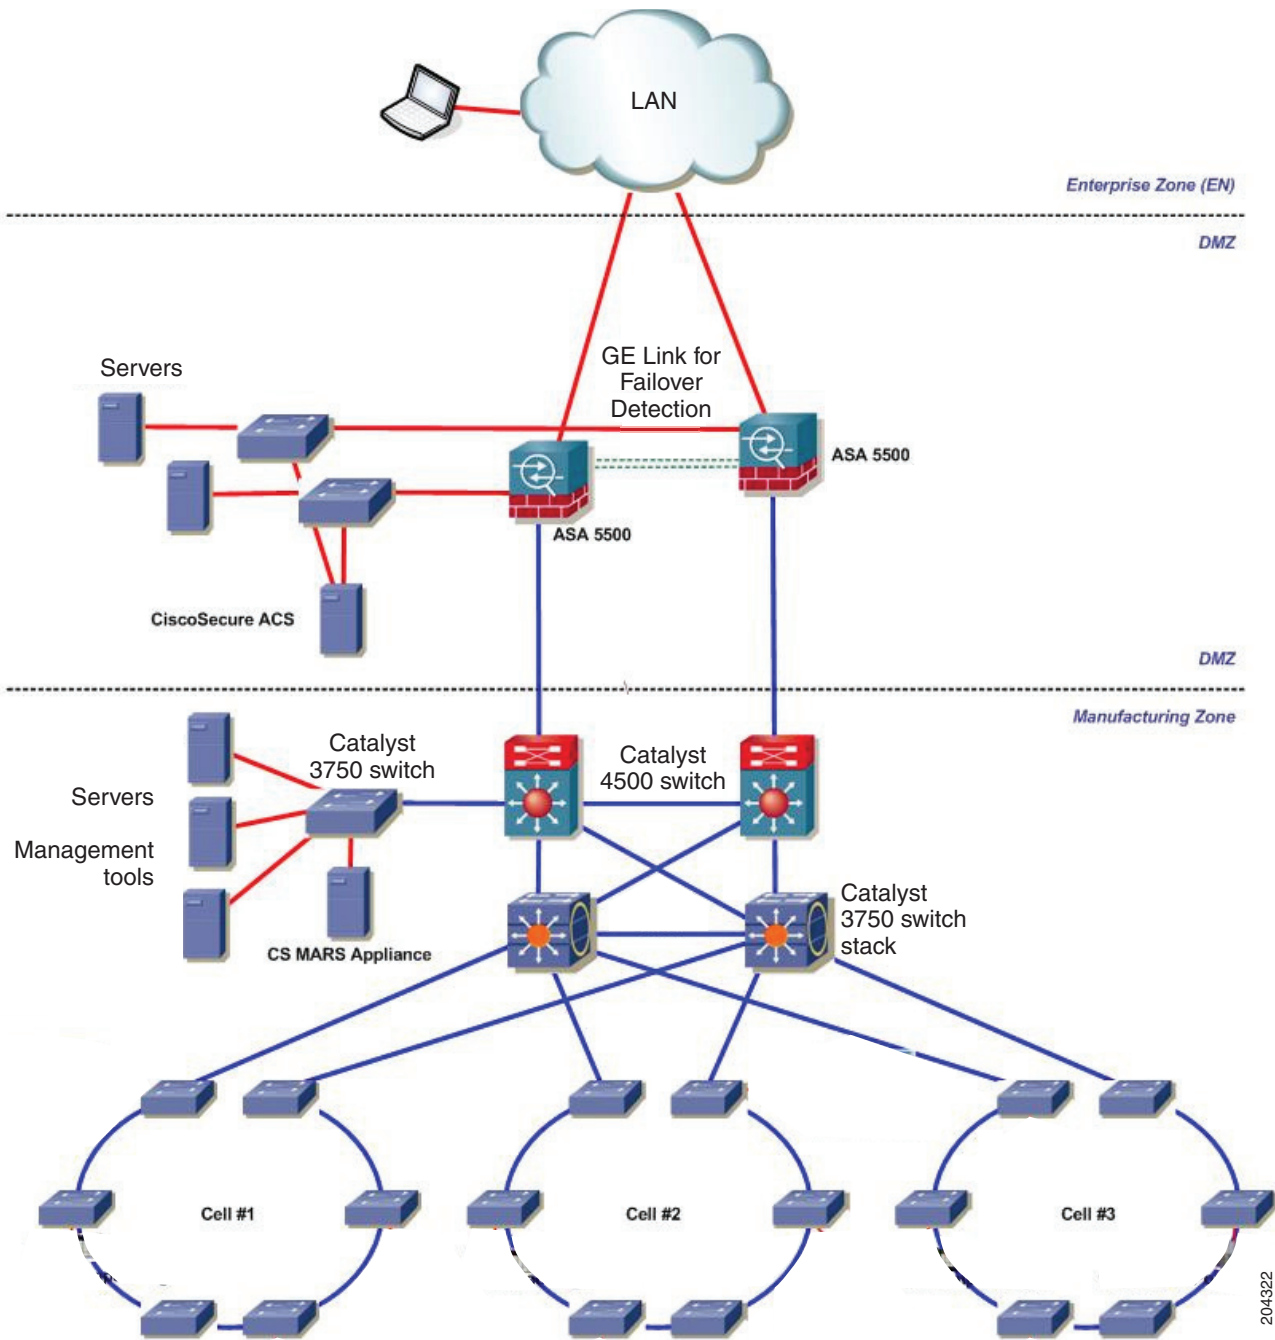 LAN
Enterprise Zone (EN)
DMZ
Servers
GE Link for
Failover
Detection
ASA 5500
ASA 5500
CiscoSecure ACS
DMZ
Manufacturing Zone
Catalyst
3750 switch
Catalyst
4500 switch
Servers
Management
tools
Catalyst
3750 switch
stack
CS MARS Appliance
Cell #1
Cell #2
Cell #3
204322